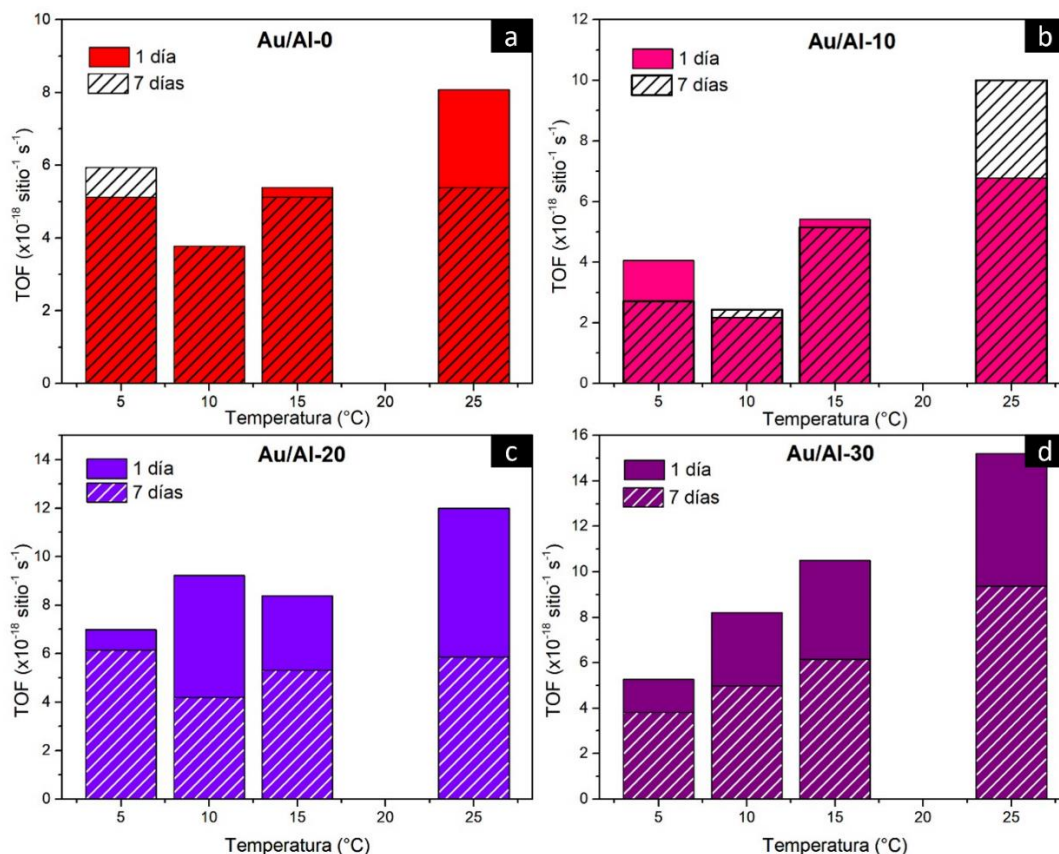 Au/Al-0
a
1 día
7 días
TOF (x10⁻¹⁸ sitio⁻¹ s⁻¹)
10
8
6
4
2
0
5
10
15
20
25
Temperatura (°C)
Au/Al-10
b
1 día
7 días
TOF (x10⁻¹⁸ sitio⁻¹ s⁻¹)
12
10
8
6
4
2
0
5
10
15
20
25
Temperatura (°C)
Au/Al-20
c
1 día
7 días
TOF (x10⁻¹⁸ sitio⁻¹ s⁻¹)
14
12
10
8
6
4
2
0
5
10
15
20
25
Temperatura (°C)
Au/Al-30
d
1 día
7 días
TOF (x10⁻¹⁸ sitio⁻¹ s⁻¹)
16
14
12
10
8
6
4
2
0
5
10
15
20
25
Temperatura (°C)